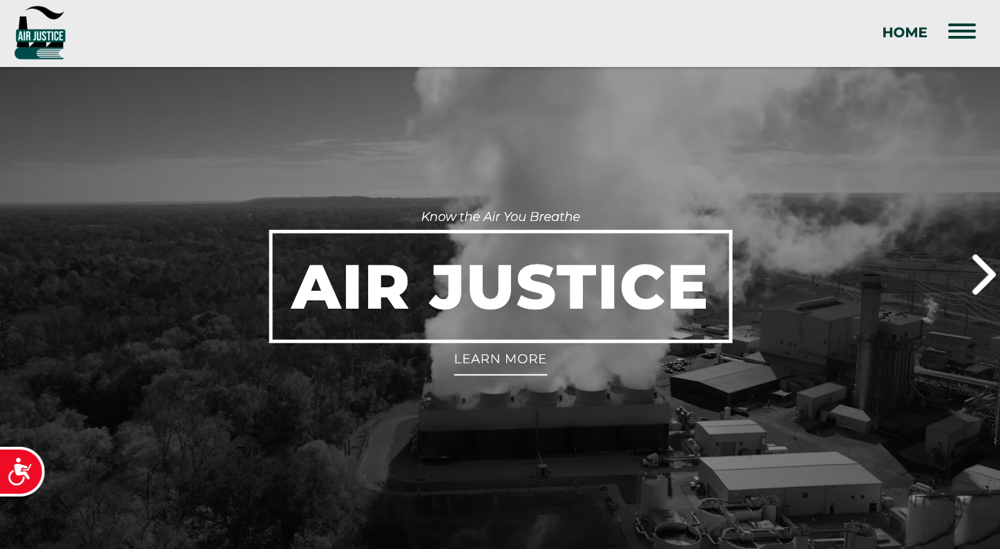 AIR JUSTICE
HOME
Know the Air You Breathe
AIR JUSTICE
LEARN MORE